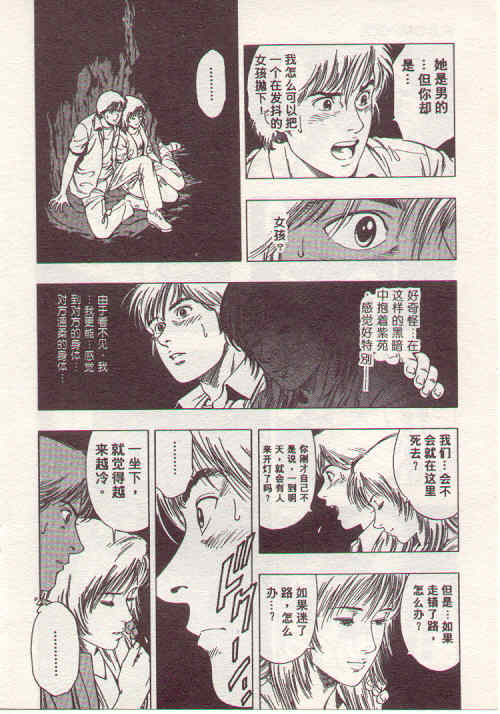 她是男的
…但你却
是…
我怎么可以把
一个在发抖的
女孩抛下！
…………
女孩？
好奇怪…在
这样的黑暗
中抱着紫苑
，感觉好特别——
由于看不见，我
…我更能…感觉
到对方的身体…
对方温柔的身体…
我们…会不
会就在这里
死去？
你刚才自己不
是说，一到明
天，就会有人
来开灯了吗？
…………
一坐下，
就觉得越
来越冷。
…………
但是…如果
走错了路，
怎么办？
如果迷了
路，怎么
办…？